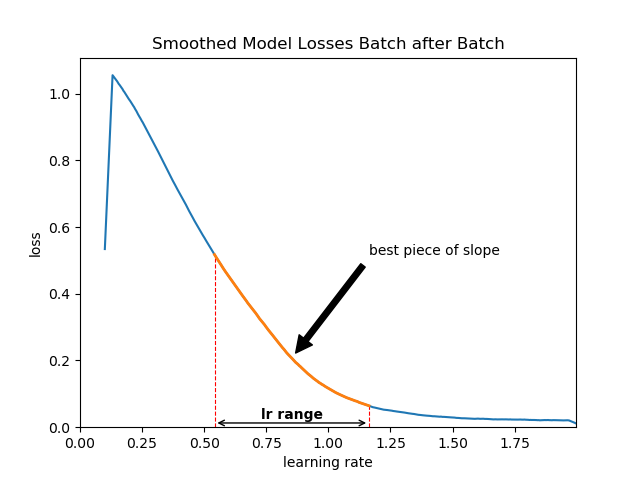 Smoothed Model Losses Batch after Batch
1.0
0.8
0.6
0.4
0.2
0.0
loss
best piece of slope
lr range
0.00 0.25 0.50 0.75 1.00 1.25 1.50 1.75
learning rate